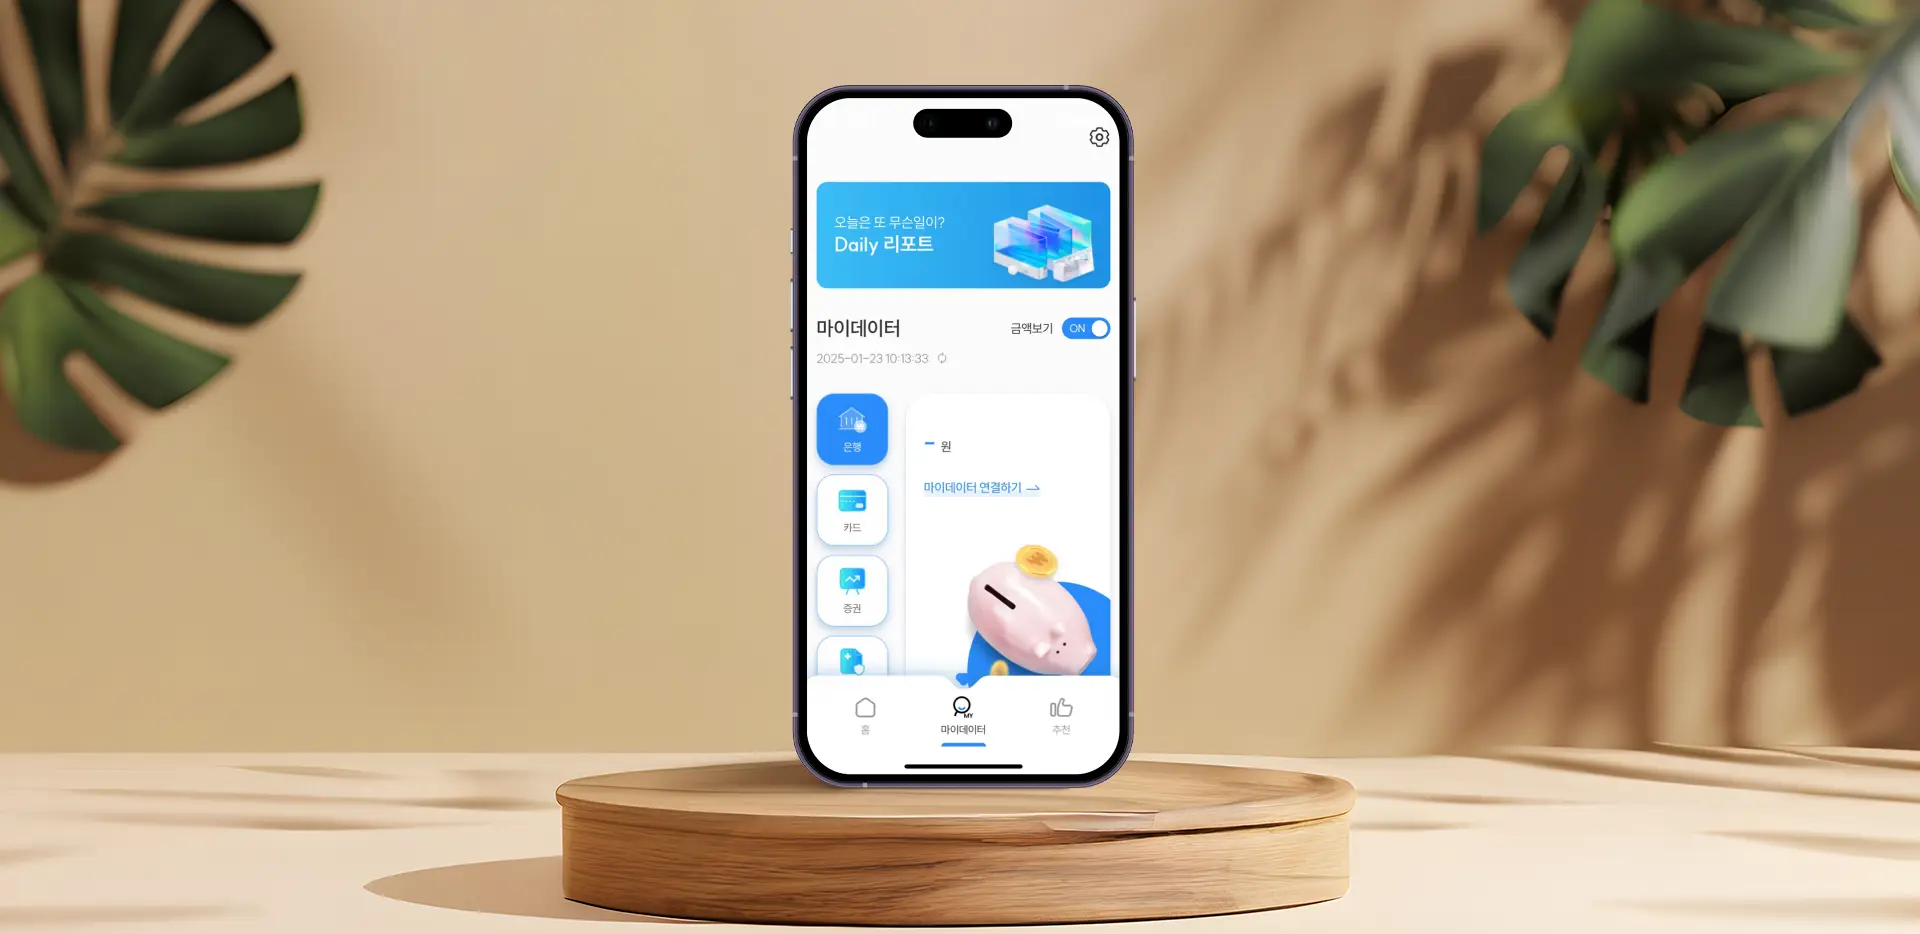 오늘은 또 무슨일이?
Daily 리포트
마이데이터
금액보기 ON
2025-01-23 10:13:33
은행
- 원
마이데이터 연결하기
카드
증권
MY
홈
마이데이터
추천